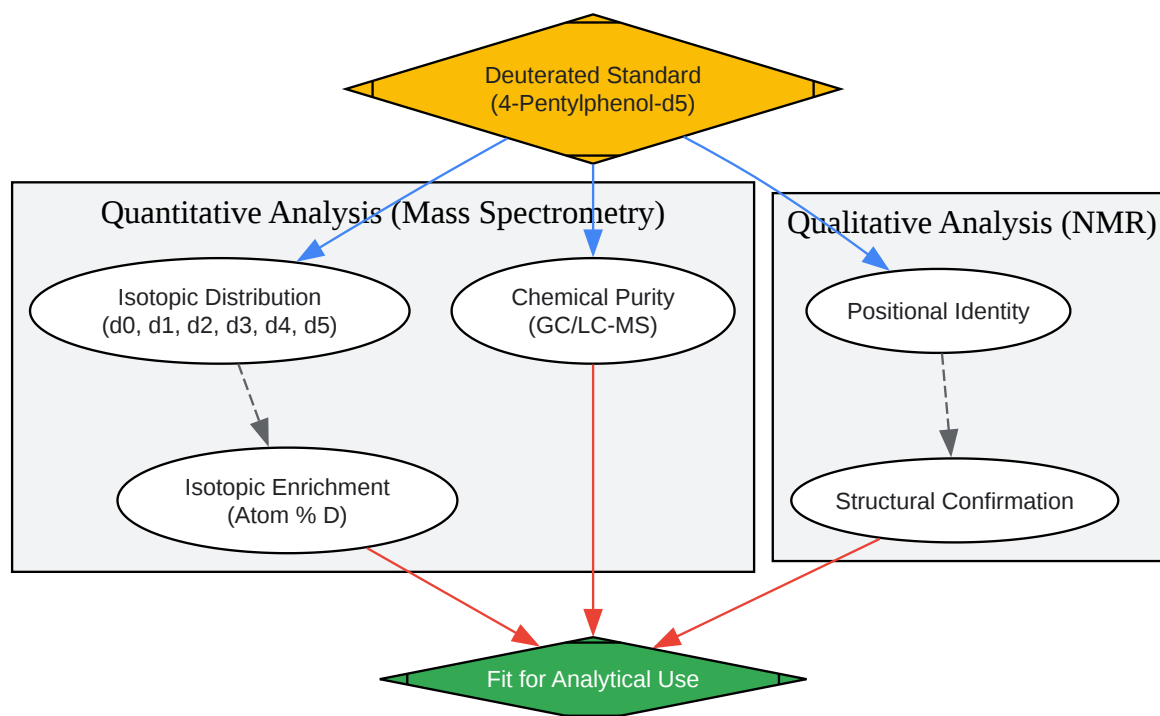 Deuterated Standard
(4-Pentylphenol-d5)
Quantitative Analysis (Mass Spectrometry)
Isotopic Distribution
(d0, d1, d2, d3, d4, d5)
Chemical Purity
(GC/LC-MS)
Isotopic Enrichment
(Atom % D)
Qualitative Analysis (NMR)
Positional Identity
Structural Confirmation
Fit for Analytical Use